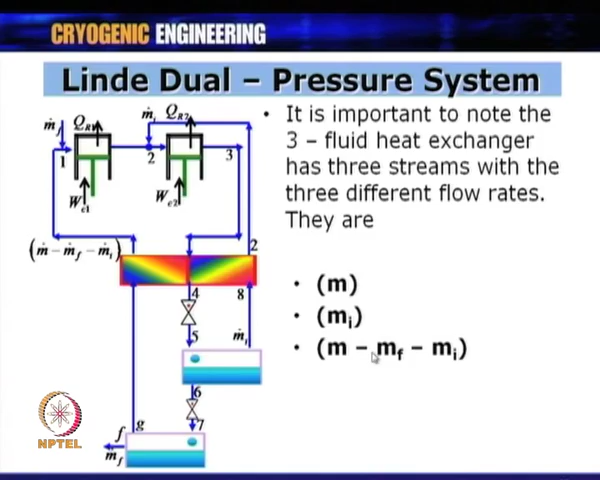 CRYOGENIC ENGINEERING
Linde Dual – Pressure System
• It is important to note the
3 – fluid heat exchanger
has three streams with the
three different flow rates.
They are
• (m)
• (mi)
• (m – mf – mi)
ṁf
QR1
ṁi
QR2
1
2
3
Wc1
Wc2
(ṁ – ṁf – ṁi)
2
4
8
5
ṁi
6
7
g
f
ṁf
NPTEL